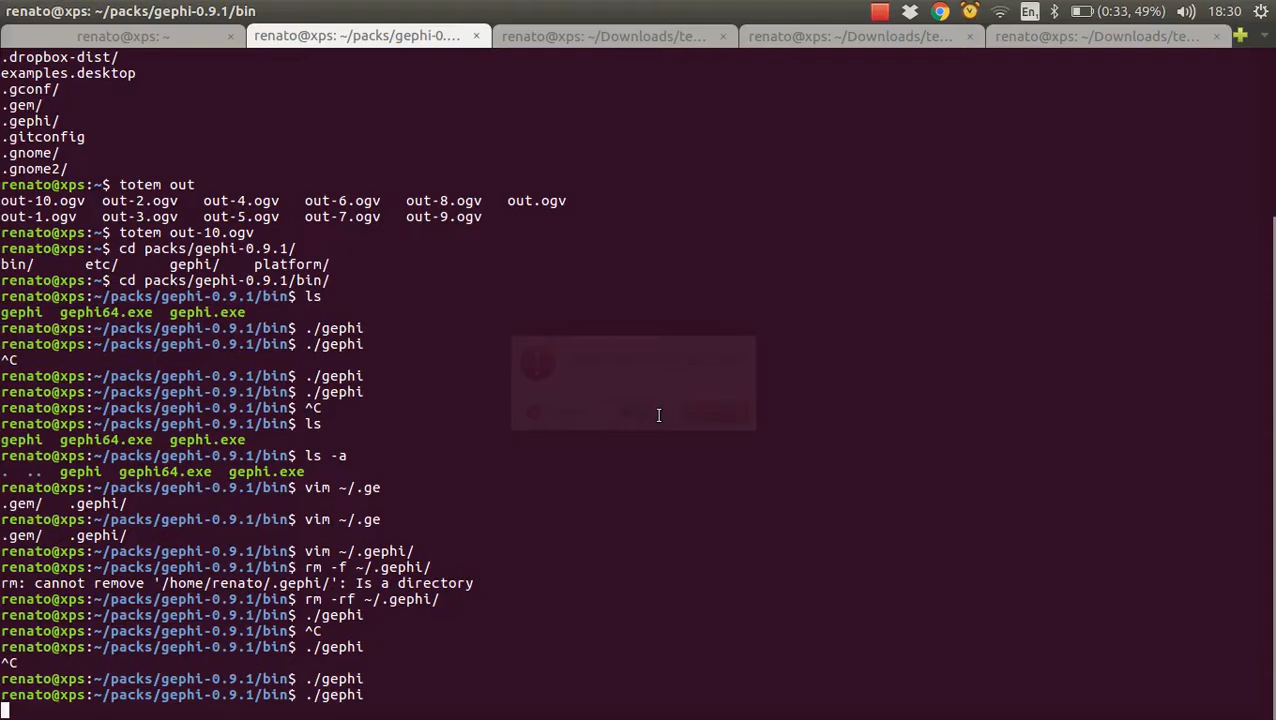 renato@xps: ~/packs/gephi-0.9.1/bin
En1 (0:33, 49%) 18:30
renato@xps: ~ × renato@xps: ~/packs/gephi-0.... × renato@xps: ~/Downloads/te... × renato@xps: ~/Downloads/te... × renato@xps: ~/Downloads/te... ×
.dropbox-dist/
examples.desktop
.gconf/
.gem/
.gephi/
.gitconfig
.gnome/
.gnome2/
renato@xps:~$ totem out
out-10.ogv out-2.ogv out-4.ogv out-6.ogv out-8.ogv out.ogv
out-1.ogv out-3.ogv out-5.ogv out-7.ogv out-9.ogv
renato@xps:~$ totem out-10.ogv
renato@xps:~$ cd packs/gephi-0.9.1/
bin/ etc/ gephi/ platform/
renato@xps:~$ cd packs/gephi-0.9.1/bin/
renato@xps:~/packs/gephi-0.9.1/bin$ ls
gephi gephi64.exe gephi.exe
renato@xps:~/packs/gephi-0.9.1/bin$ ./gephi
renato@xps:~/packs/gephi-0.9.1/bin$ ./gephi
^C
renato@xps:~/packs/gephi-0.9.1/bin$ ./gephi
renato@xps:~/packs/gephi-0.9.1/bin$ ./gephi
renato@xps:~/packs/gephi-0.9.1/bin$ ^C
renato@xps:~/packs/gephi-0.9.1/bin$ ls
gephi gephi64.exe gephi.exe
renato@xps:~/packs/gephi-0.9.1/bin$ ls -a
. .. gephi gephi64.exe gephi.exe
renato@xps:~/packs/gephi-0.9.1/bin$ vim ~/.ge
.gem/ .gephi/
renato@xps:~/packs/gephi-0.9.1/bin$ vim ~/.ge
.gem/ .gephi/
renato@xps:~/packs/gephi-0.9.1/bin$ vim ~/.gephi/
renato@xps:~/packs/gephi-0.9.1/bin$ rm -f ~/.gephi/
rm: cannot remove '/home/renato/.gephi/': Is a directory
renato@xps:~/packs/gephi-0.9.1/bin$ rm -rf ~/.gephi/
renato@xps:~/packs/gephi-0.9.1/bin$ ./gephi
renato@xps:~/packs/gephi-0.9.1/bin$ ^C
renato@xps:~/packs/gephi-0.9.1/bin$ ./gephi
^C
renato@xps:~/packs/gephi-0.9.1/bin$ ./gephi
renato@xps:~/packs/gephi-0.9.1/bin$ ./gephi